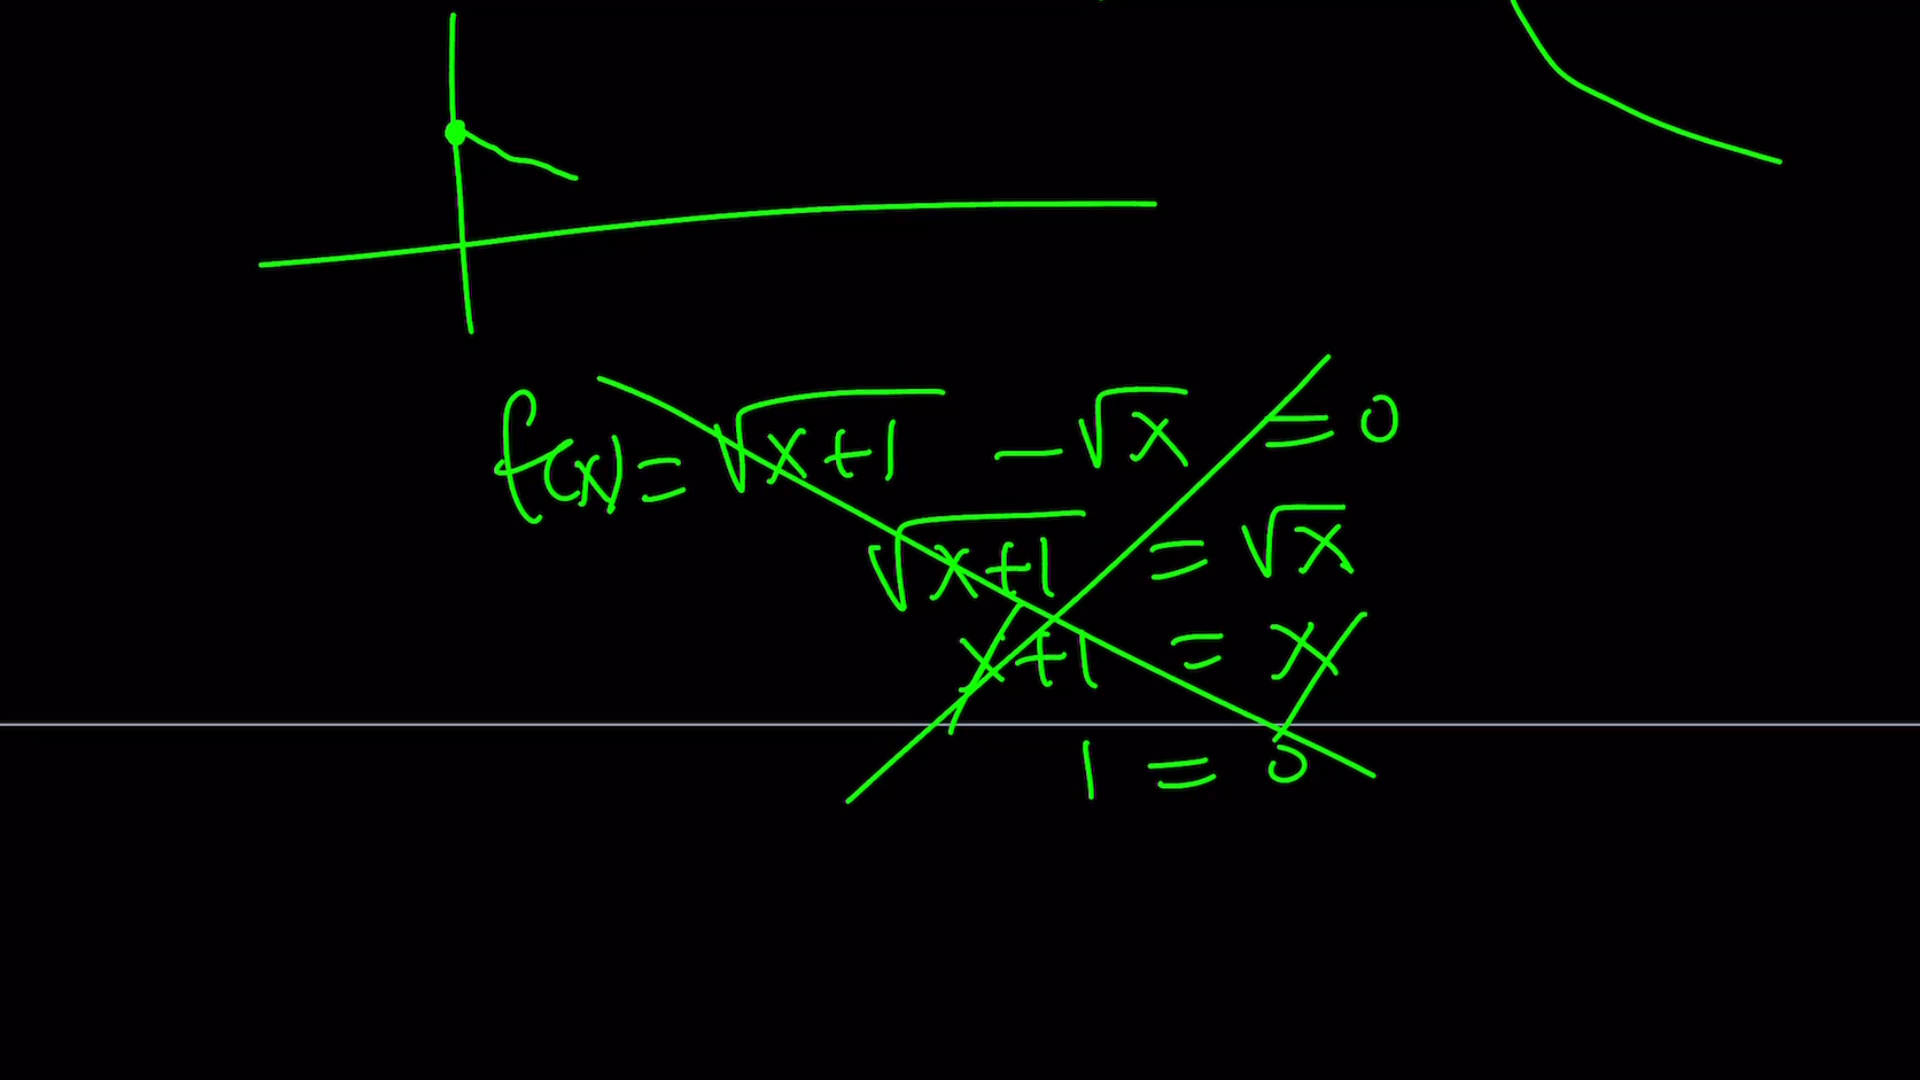 f(x) = √x+1 - √x = 0
√x+1 = √x
x+1 = x
1 = 0